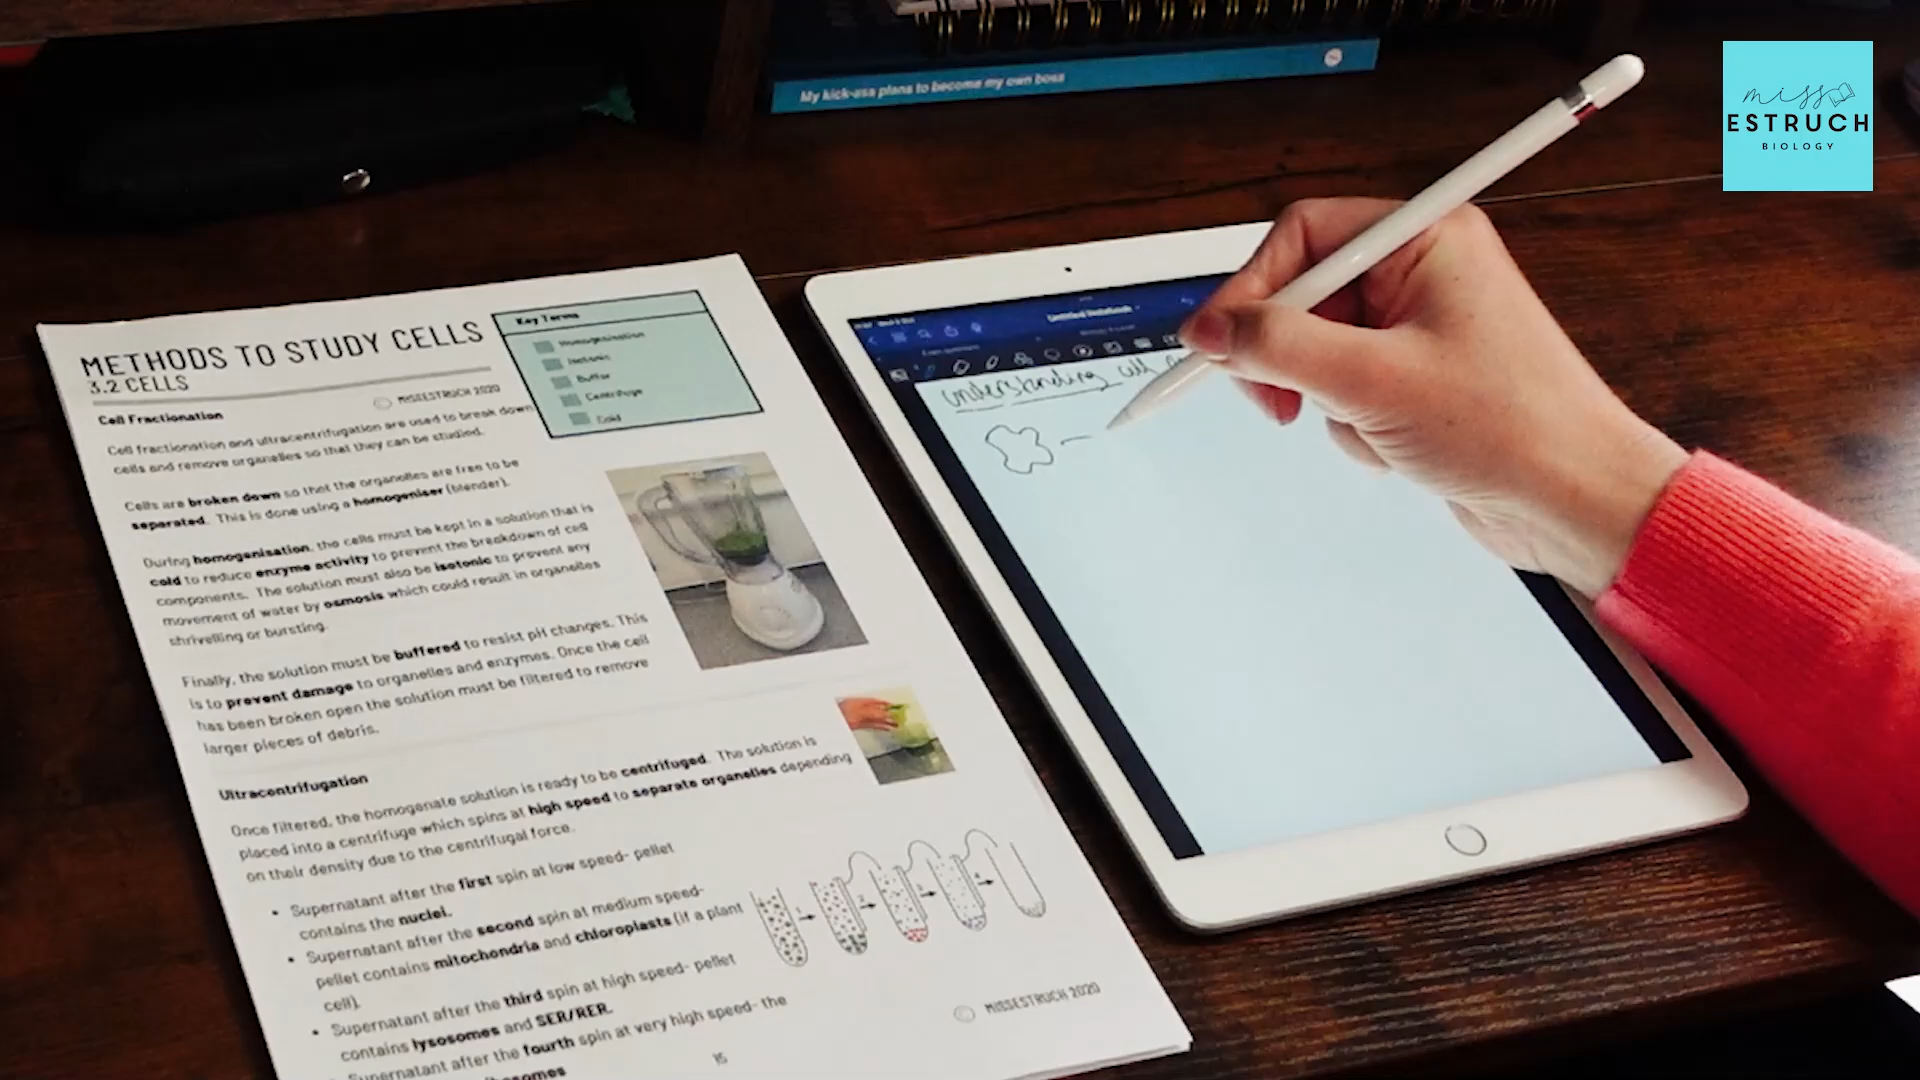 My kick-ass plans to become my own boss
miss
ESTRUCH
BIOLOGY
METHODS TO STUDY CELLS
3.2 CELLS
© MISSESTRUCH 2020
Key Terms
Homogenisation
Isotonic
Buffer
Centrifuge
Cold
Cell Fractionation
Cell fractionation and ultracentrifugation are used to break down
cells and remove organelles so that they can be studied.
Cells are broken down so that the organelles are free to be
separated. This is done using a homogeniser (blender).
During homogenisation, the cells must be kept in a solution that is
cold to reduce enzyme activity to prevent the breakdown of cell
components. The solution must also be isotonic to prevent any
movement of water by osmosis which could result in organelles
shrivelling or bursting.
Finally, the solution must be buffered to resist pH changes. This
is to prevent damage to organelles and enzymes. Once the cell
has been broken open the solution must be filtered to remove
larger pieces of debris.
Ultracentrifugation
Once filtered, the homogenate solution is ready to be centrifuged. The solution is
placed into a centrifuge which spins at high speed to separate organelles depending
on their density due to the centrifugal force.
• Supernatant after the first spin at low speed- pellet
contains the nuclei.
• Supernatant after the second spin at medium speed-
pellet contains mitochondria and chloroplasts (if a plant
cell).
• Supernatant after the third spin at high speed- pellet
contains lysosomes and SER/RER.
• Supernatant after the fourth spin at very high speed- the
© MISSESTRUCH 2020
15
Untitled Notebook
understanding cell